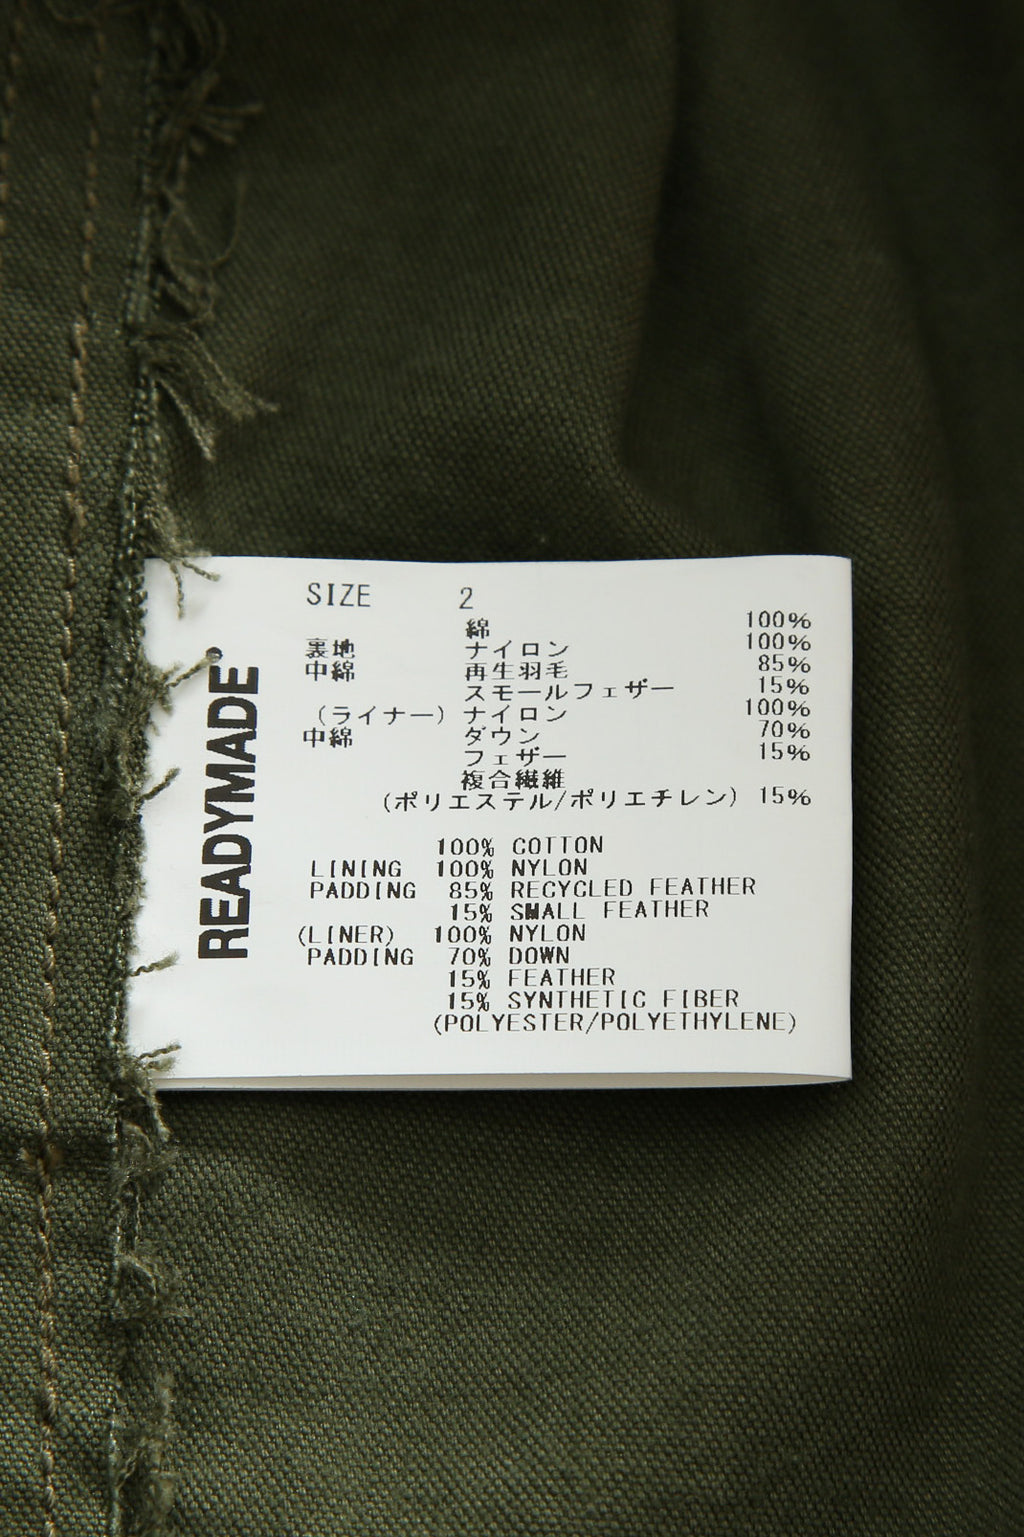 READYMADE
SIZE 2
綿 100%
裏地 ナイロン 100%
中綿 再生羽毛 85%
スモールフェザー 15%
(ライナー) ナイロン 100%
中綿 ダウン 70%
フェザー 15%
複合繊維
(ポリエステル/ポリエチレン) 15%
100% COTTON
LINING 100% NYLON
PADDING 85% RECYCLED FEATHER
15% SMALL FEATHER
(LINER) 100% NYLON
PADDING 70% DOWN
15% FEATHER
15% SYNTHETIC FIBER
(POLYESTER/POLYETHYLENE)